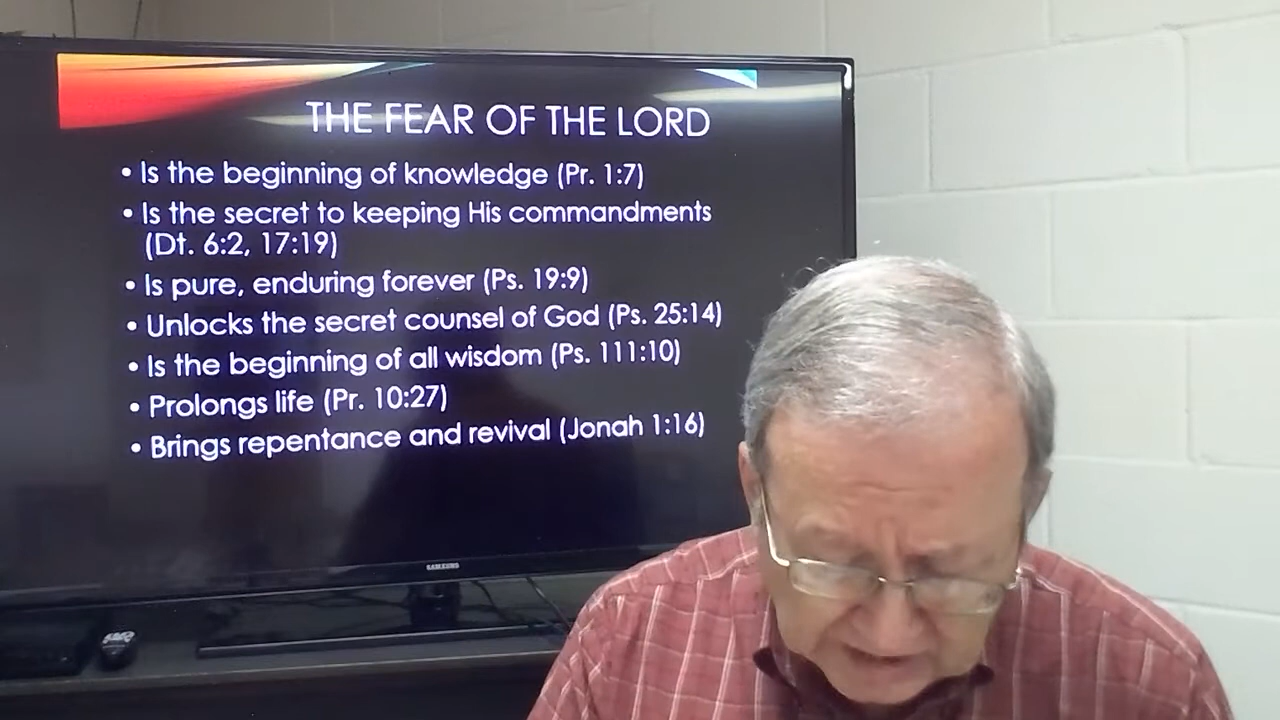 THE FEAR OF THE LORD
• Is the beginning of knowledge (Pr. 1:7)
• Is the secret to keeping His commandments
(Dt. 6:2, 17:19)
• Is pure, enduring forever (Ps. 19:9)
• Unlocks the secret counsel of God (Ps. 25:14)
• Is the beginning of all wisdom (Ps. 111:10)
• Prolongs life (Pr. 10:27)
• Brings repentance and revival (Jonah 1:16)
SAMSUNG